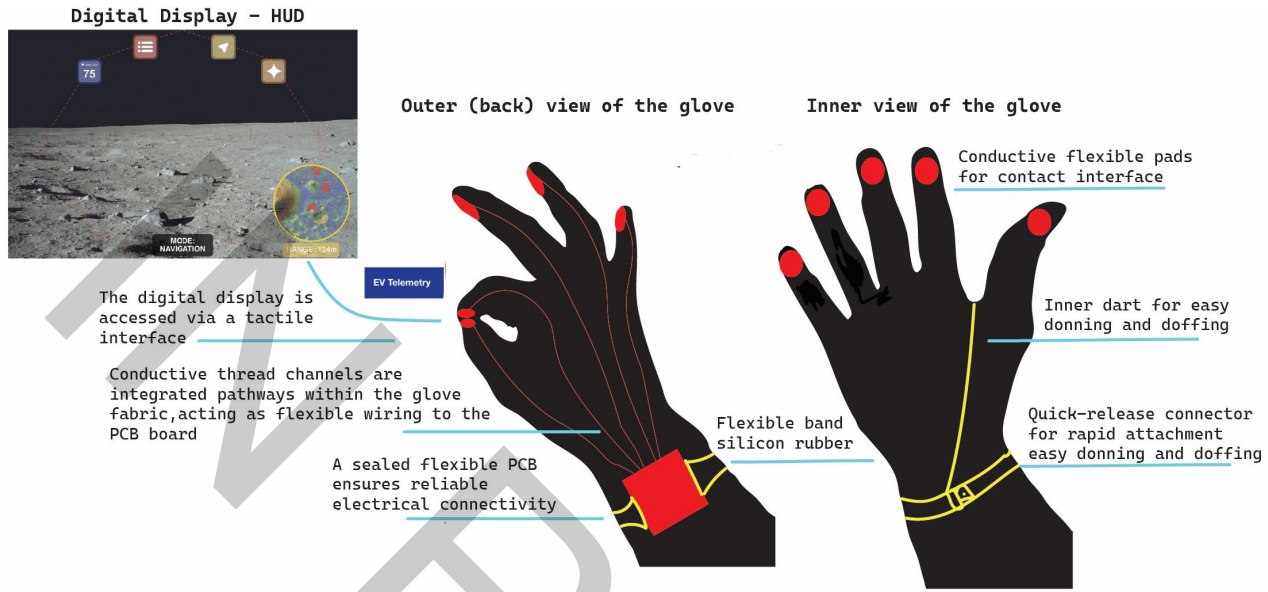 Digital Display – HUD
75
MODE:
NAVIGATION
RANGE: 124m
EV Telemetry
The digital display is
accessed via a tactile
interface
Conductive thread channels are
integrated pathways within the glove
fabric,acting as flexible wiring to the
PCB board
A sealed flexible PCB
ensures reliable
electrical connectivity
Outer (back) view of the glove
Flexible band
silicon rubber
Inner view of the glove
Conductive flexible pads
for contact interface
Inner dart for easy
donning and doffing
Quick-release connector
for rapid attachment
easy donning and doffing